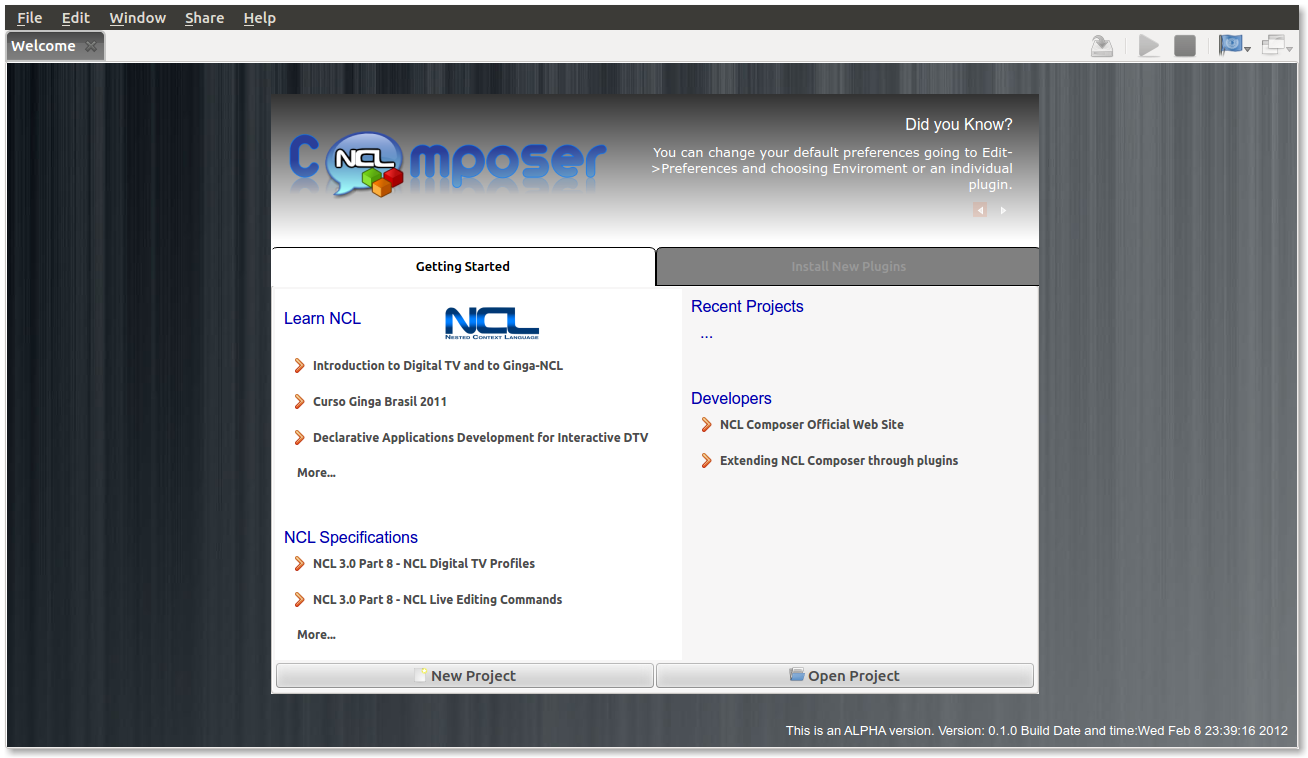 File Edit Window Share Help
Welcome
Composer
NCL
Did you Know?
You can change your default preferences going to Edit-
>Preferences and choosing Enviroment or an individual
plugin.
Getting Started
Install New Plugins
Learn NCL
NCL
Nested Context Language
Introduction to Digital TV and to Ginga-NCL
Curso Ginga Brasil 2011
Declarative Applications Development for Interactive DTV
More...
NCL Specifications
NCL 3.0 Part 8 - NCL Digital TV Profiles
NCL 3.0 Part 8 - NCL Live Editing Commands
More...
Recent Projects
...
Developers
NCL Composer Official Web Site
Extending NCL Composer through plugins
New Project
Open Project
This is an ALPHA version. Version: 0.1.0 Build Date and time:Wed Feb 8 23:39:16 2012